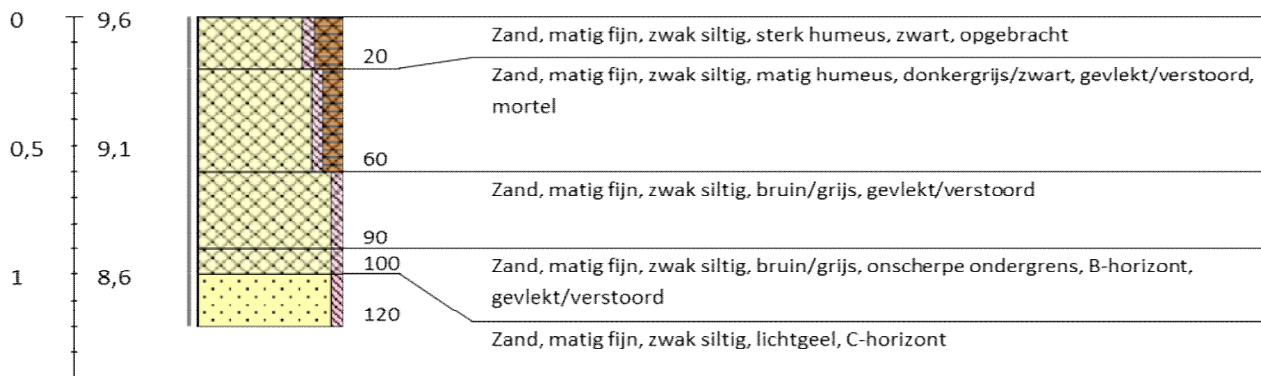 0 9,6
Zand, matig fijn, zwak siltig, sterk humeus, zwart, opgebracht
20
Zand, matig fijn, zwak siltig, matig humeus, donkergrijs/zwart, gevlekt/verstoord,
mortel
0,5 9,1
60
Zand, matig fijn, zwak siltig, bruin/grijs, gevlekt/verstoord
90
100
Zand, matig fijn, zwak siltig, bruin/grijs, onscherpe ondergrens, B-horizont,
gevlekt/verstoord
1 8,6
120
Zand, matig fijn, zwak siltig, lichtgeel, C-horizont